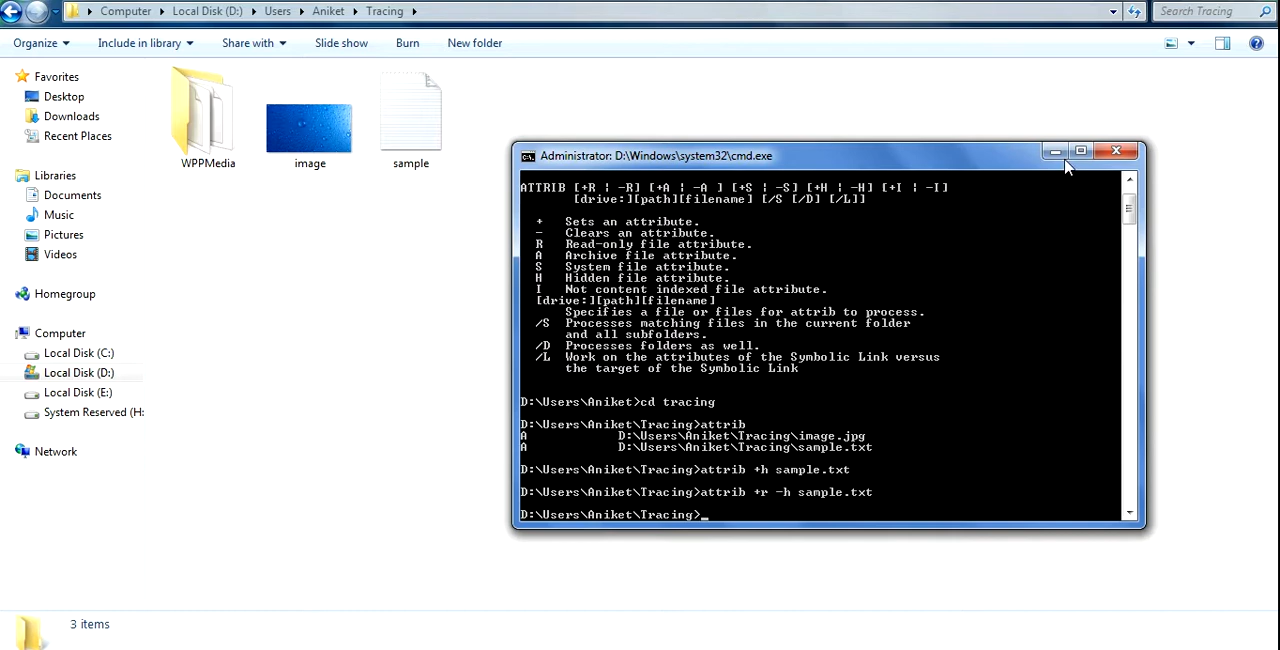 Computer Local Disk (D:) Users Aniket Tracing Search Tracing
Organize Include in library Share with Slide show Burn New folder
Favorites
Desktop
Downloads
Recent Places
Libraries
Documents
Music
Pictures
Videos
Homegroup
Computer
Local Disk (C:)
Local Disk (D:)
Local Disk (E:)
System Reserved (H:
Network
WPPMedia
image
sample
Administrator: D:\Windows\system32\cmd.exe
ATTRIB [+R ¦ -R] [+A ¦ -A ] [+S ¦ -S] [+H ¦ -H] [+I ¦ -I]
[drive:][path][filename] [/S [/D] [/L]]
+ Sets an attribute.
- Clears an attribute.
R Read-only file attribute.
A Archive file attribute.
S System file attribute.
H Hidden file attribute.
I Not content indexed file attribute.
[drive:][path][filename]
Specifies a file or files for attrib to process.
/S Processes matching files in the current folder
and all subfolders.
/D Processes folders as well.
/L Work on the attributes of the Symbolic Link versus
the target of the Symbolic Link
D:\Users\Aniket>cd tracing
D:\Users\Aniket\Tracing>attrib
A D:\Users\Aniket\Tracing\image.jpg
A D:\Users\Aniket\Tracing\sample.txt
D:\Users\Aniket\Tracing>attrib +h sample.txt
D:\Users\Aniket\Tracing>attrib +r -h sample.txt
D:\Users\Aniket\Tracing>_
3 items